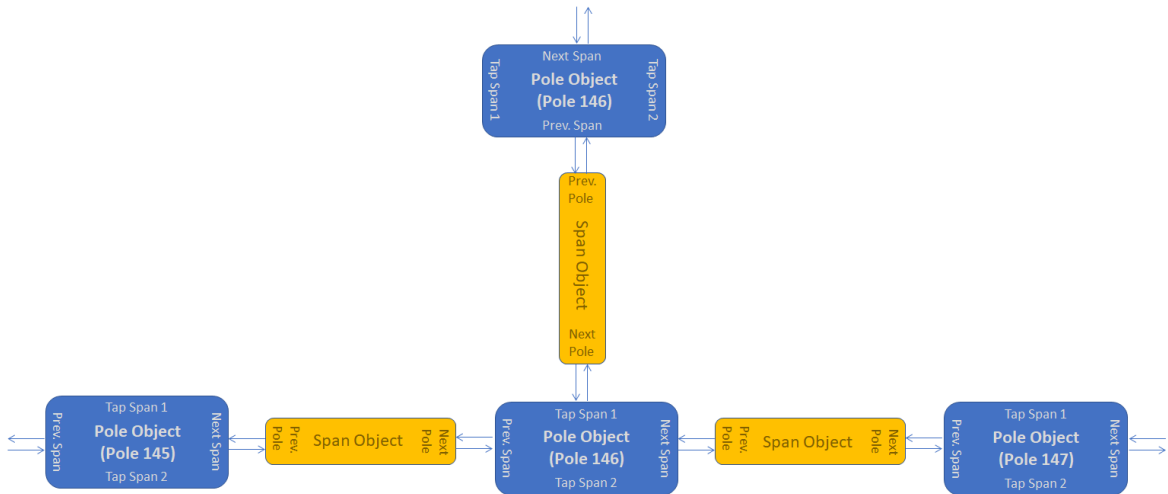 Next Span
Tap Span 1
Pole Object
(Pole 146)
Tap Span 2
Prev. Span
Prev.
Pole
Span Object
Next
Pole
Tap Span 1
Prev. Span
Pole Object
(Pole 145)
Next Span
Tap Span 2
Prev.
Pole
Span Object
Next
Pole
Tap Span 1
Prev. Span
Pole Object
(Pole 146)
Next Span
Tap Span 2
Prev.
Pole
Span Object
Next
Pole
Tap Span 1
Prev. Span
Pole Object
(Pole 147)
Next Span
Tap Span 2